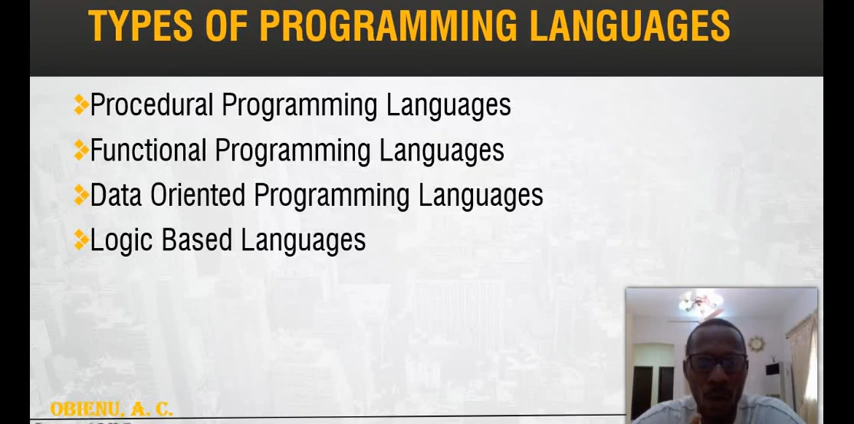 TYPES OF PROGRAMMING LANGUAGES
Procedural Programming Languages
Functional Programming Languages
Data Oriented Programming Languages
Logic Based Languages
OBIENU, A. C.